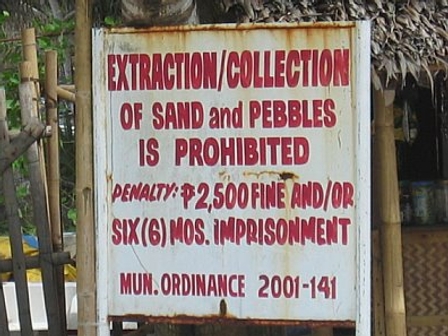 EXTRACTION/COLLECTION
OF SAND and PEBBLES
IS PROHIBITED
PENALTY: ₱2,500 FINE AND/OR
SIX(6) MOS. iMPRISONMENT
MUN. ORDINANCE 2001-141